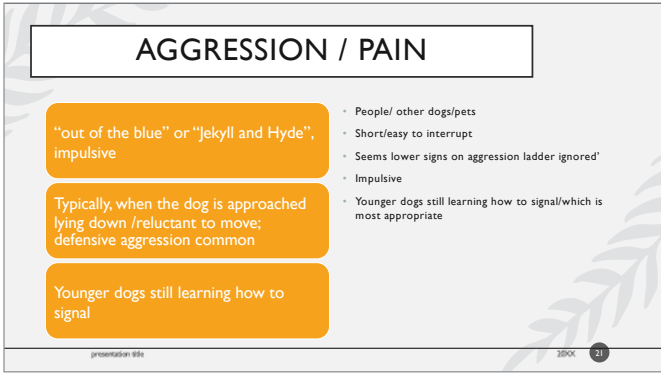 AGGRESSION / PAIN
“out of the blue” or “Jekyll and Hyde”,
impulsive
Typically, when the dog is approached
lying down /reluctant to move;
defensive aggression common
Younger dogs still learning how to
signal
People/ other dogs/pets
Short/easy to interrupt
Seems lower signs on aggression ladder ignored’
Impulsive
Younger dogs still learning how to signal/which is
most appropriate
presentation title
20XX
21